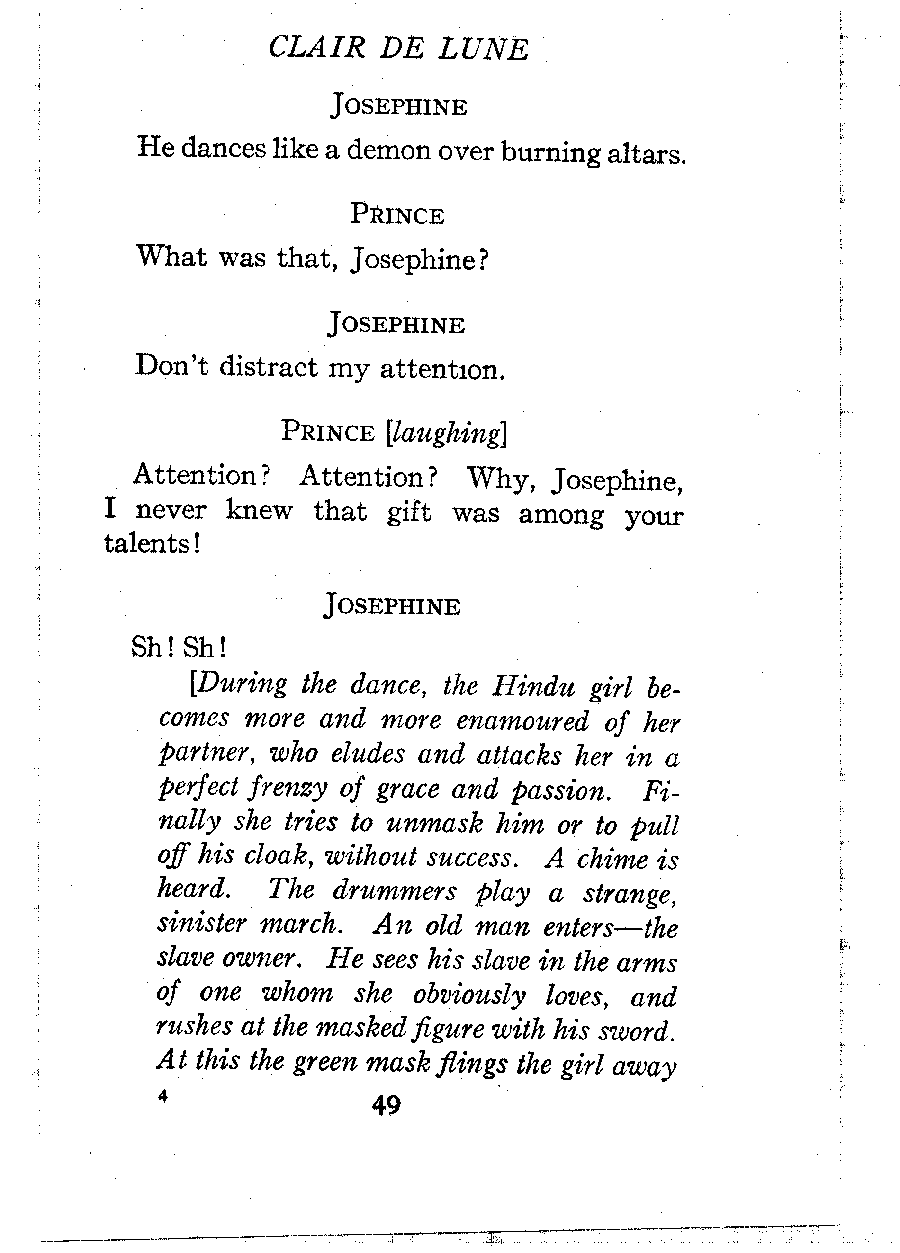 CLAIR DE LUNE
JOSEPHINE
He dances like a demon over burning altars.
PRINCE
What was that, Josephine?
JOSEPHINE
Don't distract my attention.
PRINCE [laughing]
Attention? Attention? Why, Josephine,
I never knew that gift was among your
talents!
JOSEPHINE
Sh! Sh!
[During the dance, the Hindu girl be-
comes more and more enamoured of her
partner, who eludes and attacks her in a
perfect frenzy of grace and passion. Fi-
nally she tries to unmask him or to pull
off his cloak, without success. A chime is
heard. The drummers play a strange,
sinister march. An old man enters—the
slave owner. He sees his slave in the arms
of one whom she obviously loves, and
rushes at the masked figure with his sword.
At this the green mask flings the girl away
4 49